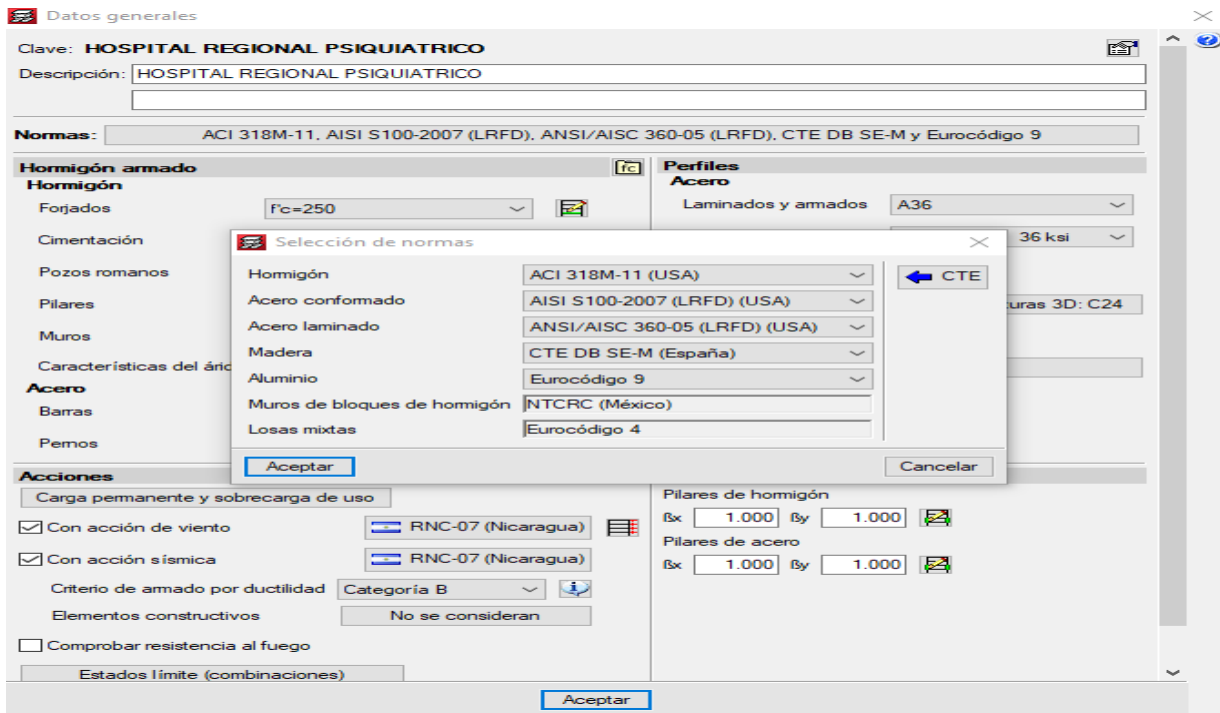 Datos generales
Clave: HOSPITAL REGIONAL PSIQUIATRICO
Descripción: HOSPITAL REGIONAL PSIQUIATRICO
Normas: ACI 318M-11, AISI S100-2007 (LRFD), ANSI/AISC 360-05 (LRFD), CTE DB SE-M y Eurocódigo 9
Hormigón armado
fc
Hormigón
Forjados f'c=250
Cimentación
Pozos romanos
Pilares
Muros
Características del árid
Acero
Barras
Pernos
Perfiles
Acero
Laminados y armados A36
36 ksi
uras 3D: C24
Selección de normas
Hormigón ACI 318M-11 (USA)
CTE
Acero conformado AISI S100-2007 (LRFD) (USA)
Acero laminado ANSI/AISC 360-05 (LRFD) (USA)
Madera CTE DB SE-M (España)
Aluminio Eurocódigo 9
Muros de bloques de hormigón NTCRC (México)
Losas mixtas Eurocódigo 4
Aceptar Cancelar
Acciones
Carga permanente y sobrecarga de uso
Con acción de viento RNC-07 (Nicaragua)
Con acción sísmica RNC-07 (Nicaragua)
Criterio de armado por ductilidad Categoría B
Elementos constructivos No se consideran
Comprobar resistencia al fuego
Estados límite (combinaciones)
Pilares de hormigón
ßx 1.000 ßy 1.000
Pilares de acero
ßx 1.000 ßy 1.000
Aceptar